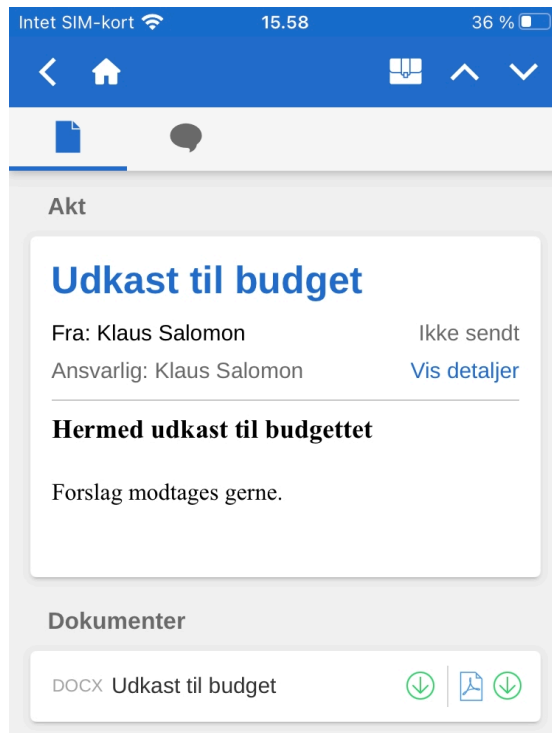 Intet SIM-kort 15.58 36 %
Akt
Udkast til budget
Fra: Klaus Salomon Ikke sendt
Ansvarlig: Klaus Salomon Vis detaljer
Hermed udkast til budgettet
Forslag modtages gerne.
Dokumenter
DOCX Udkast til budget